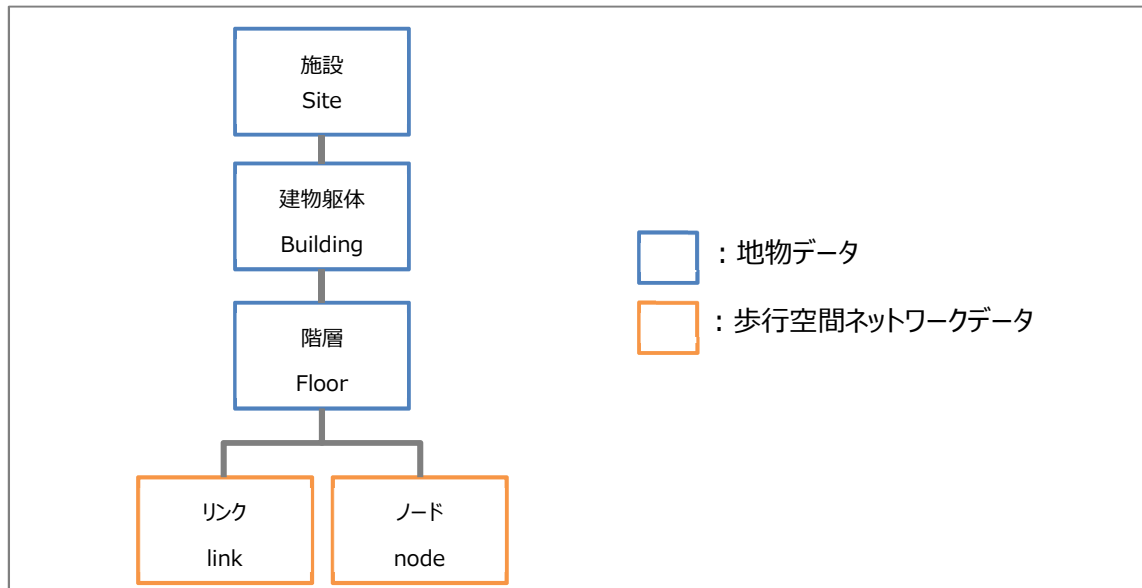 施設
Site
建物躯体
Building
階層
Floor
リンク
link
ノード
node
：地物データ
：歩行空間ネットワークデータ